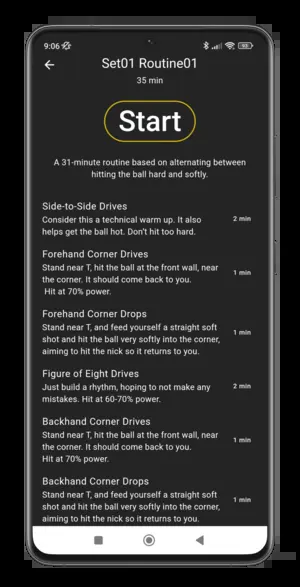 9:06
93
Set01 Routine01
35 min
Start
A 31-minute routine based on alternating between
hitting the ball hard and softly.
Side-to-Side Drives
Consider this a technical warm up. It also
helps get the ball hot. Don't hit too hard.
2 min
Forehand Corner Drives
Stand near T, hit the ball at the front wall, near
the corner. It should come back to you.
Hit at 70% power.
1 min
Forehand Corner Drops
Stand near T, and feed yourself a straight soft
shot and hit the ball very softly into the corner,
aiming to hit the nick so it returns to you.
1 min
Figure of Eight Drives
Just build a rhythm, hoping to not make any
mistakes. Hit at 60-70% power.
2 min
Backhand Corner Drives
Stand near T, hit the ball at the front wall, near
the corner. It should come back to you.
Hit at 70% power.
1 min
Backhand Corner Drops
Stand near T, and feed yourself a straight soft
shot and hit the ball very softly into the corner,
aiming to hit the nick so it returns to you.
1 min